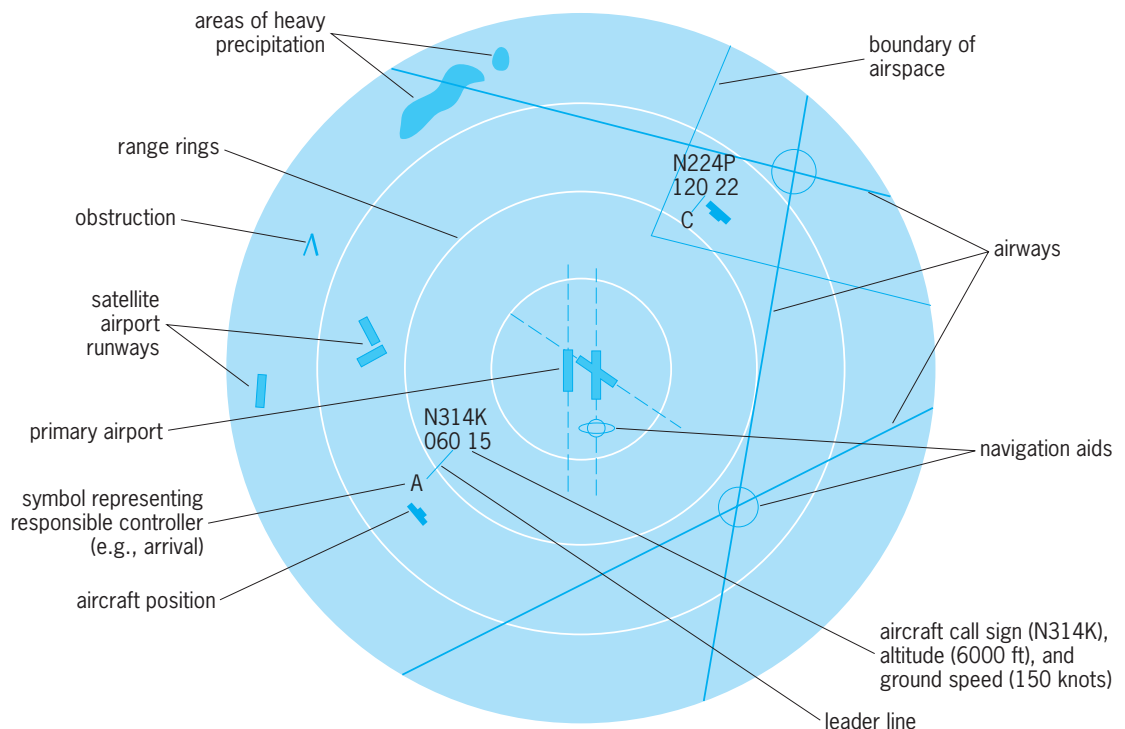 areas of heavy
precipitation
boundary of
airspace
range rings
N224P
120 22
C
obstruction
airways
satellite
airport
runways
primary airport
N314K
060 15
A
navigation aids
symbol representing
responsible controller
(e.g., arrival)
aircraft position
aircraft call sign (N314K),
altitude (6000 ft), and
ground speed (150 knots)
leader line